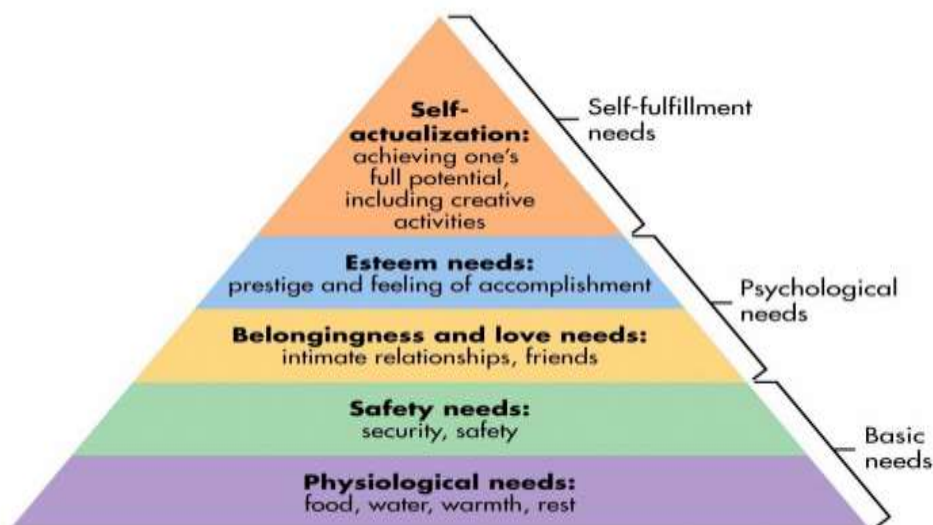 Self-
actualization:
achieving one's
full potential,
including creative
activities
Esteem needs:
prestige and feeling of accomplishment
Belongingness and love needs:
intimate relationships, friends
Safety needs:
security, safety
Physiological needs:
food, water, warmth, rest
Self-fulfillment
needs
Psychological
needs
Basic
needs